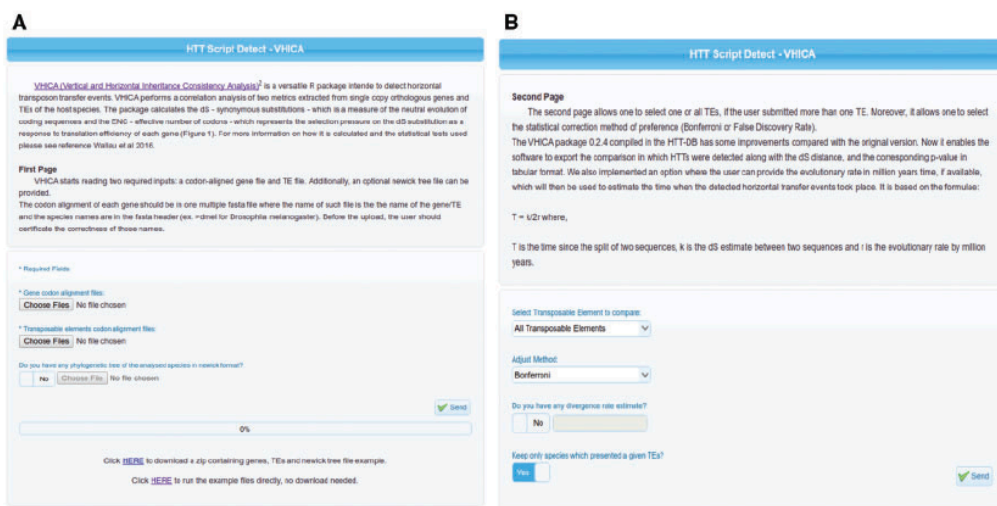 A
HTT Script Detect - VHICA
VHICA (Vertical and Horizontal Inheritance Consistency Analysis)² is a versatile R package intende to detect horizontal
transposon transfer events. VHICA performs a correlation analysis of two metrics extracted from single copy orthologous genes and
TEs of the host species. The package calculates the dS - synonymous substitutions - which is a measure of the neutral evolution of
coding sequences and the ENC - effective number of codons - which represents the selection pressure on the dS substitution as a
response to translation efficiency of each gene (Figure 1). For more information on how it is calculated and the statistical tests used
please see reference Wallau et al 2016.
First Page
VHICA starts reading two required inputs: a codon-aligned gene file and TE file. Additionally, an optional newick tree file can be
provided.
The codon alignment of each gene should be in one multiple fasta file where the name of such file is the the name of the gene/TE
and the species names are in the fasta header (ex. >dmel for Drosophila melanogaster). Before the upload, the user should
certificate the correctness of those names.
* Required Fields
* Gene codon alignment files:
Choose Files No file chosen
* Transposable elements codon alignment files:
Choose Files No file chosen
Do you have any phylogenetic tree of the analysed species in newick format?
No Choose File No file chosen
Send
0%
Click HERE to download a zip containing genes, TEs and newick tree file example.
Click HERE to run the example files directly, no download needed.
B
HTT Script Detect - VHICA
Second Page
The second page allows one to select one or all TEs, if the user submitted more than one TE. Moreover, it allows one to select
the statistical correction method of preference (Bonferroni or False Discovery Rate).
The VHICA package 0.2.4 compiled in the HTT-DB has some improvements compared with the original version. Now it enables
software to export the comparison in which HTTs were detected along with the dS distance, and the corresponding p-value in
tabular format. We also implemented an option where the user can provide the evolutionary rate in million years time, if available,
which will then be used to estimate the time when the detected horizontal transfer events took place. It is based on the formulae:
T = k/2r where,
T is the time since the split of two sequences, k is the dS estimate between two sequences and r is the evolutionary rate by million
years.
Select Transposable Element to compare:
All Transposable Elements
Adjust Method:
Bonferroni
Do you have any divergence rate estimate?
No
Keep only species which presented a given TEs?
Yes
Send